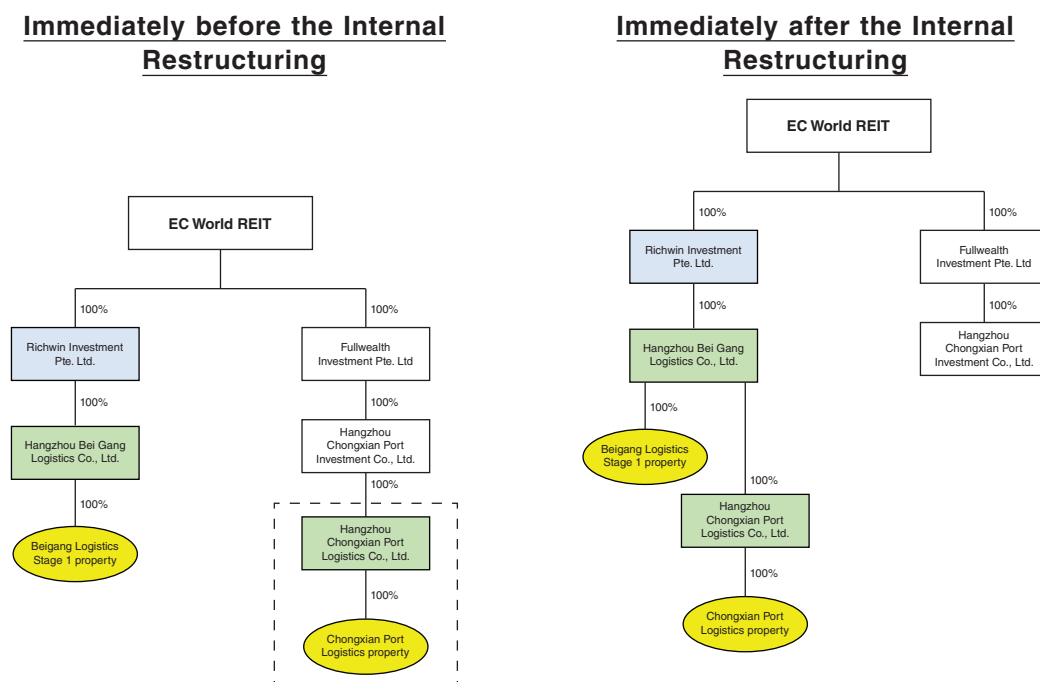 Immediately before the Internal
Restructuring
EC World REIT
100%
100%
Richwin Investment
Pte. Ltd.
Fullwealth
Investment Pte. Ltd
100%
100%
Hangzhou Bei Gang
Logistics Co., Ltd.
Hangzhou
Chongxian Port
Investment Co., Ltd.
100%
100%
Beigang Logistics
Stage 1 property
Hangzhou
Chongxian Port
Logistics Co., Ltd.
100%
Chongxian Port
Logistics property
Immediately after the Internal
Restructuring
EC World REIT
100%
100%
Richwin Investment
Pte. Ltd.
Fullwealth
Investment Pte. Ltd
100%
100%
Hangzhou Bei Gang
Logistics Co., Ltd.
Hangzhou
Chongxian Port
Investment Co., Ltd.
100%
Beigang Logistics
Stage 1 property
100%
Hangzhou
Chongxian Port
Logistics Co., Ltd.
100%
Chongxian Port
Logistics property